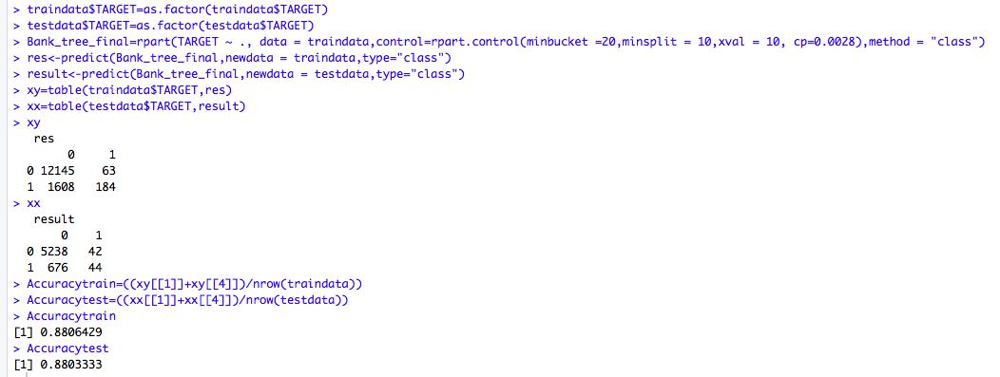 > traindata$TARGET=as.factor(traindata$TARGET)
> testdata$TARGET=as.factor(testdata$TARGET)
> Bank_tree_final=rpart(TARGET ~ ., data = traindata,control=rpart.control(minbucket =20,minsplit = 10,xval = 10, cp=0.0028),method = "class")
> res<-predict(Bank_tree_final,newdata = traindata,type="class")
> result<-predict(Bank_tree_final,newdata = testdata,type="class")
> xy=table(traindata$TARGET,res)
> xx=table(testdata$TARGET,result)
> xy
   res
        0     1
  0 12145    63
  1  1608   184
> xx
   result
       0    1
  0 5238   42
  1  676   44
> Accuracytrain=((xy[[1]]+xy[[4]])/nrow(traindata))
> Accuracytest=((xx[[1]]+xx[[4]])/nrow(testdata))
> Accuracytrain
[1] 0.8806429
> Accuracytest
[1] 0.8803333